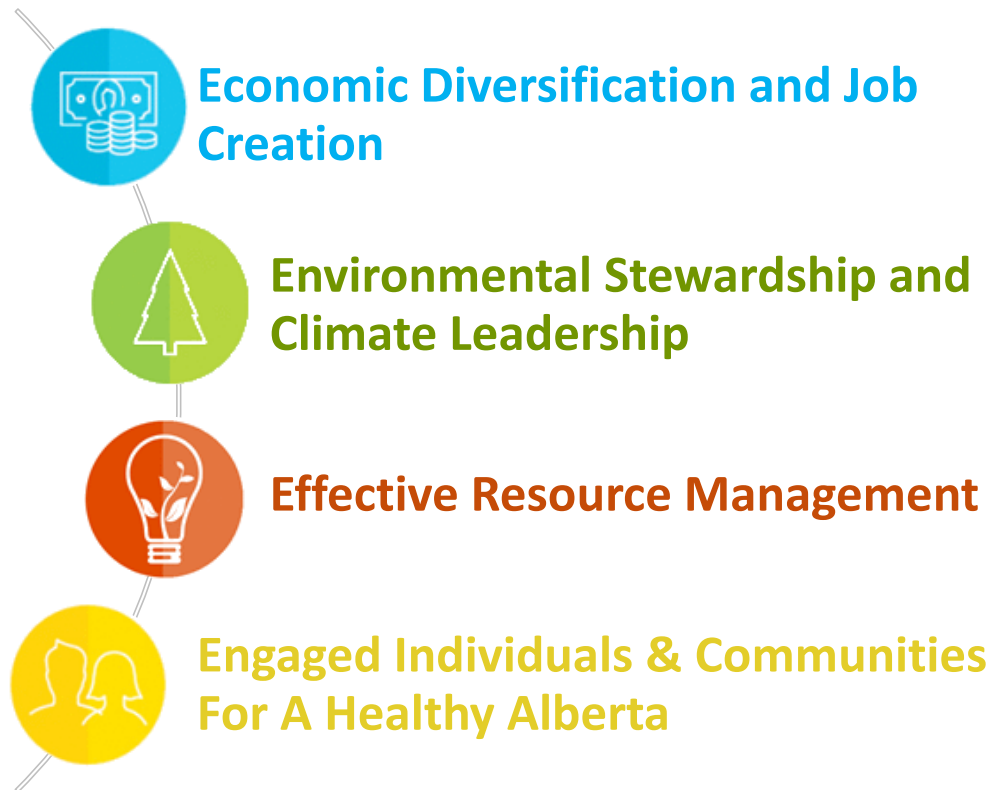 Economic Diversification and Job
Creation
Environmental Stewardship and
Climate Leadership
Effective Resource Management
Engaged Individuals & Communities
For A Healthy Alberta